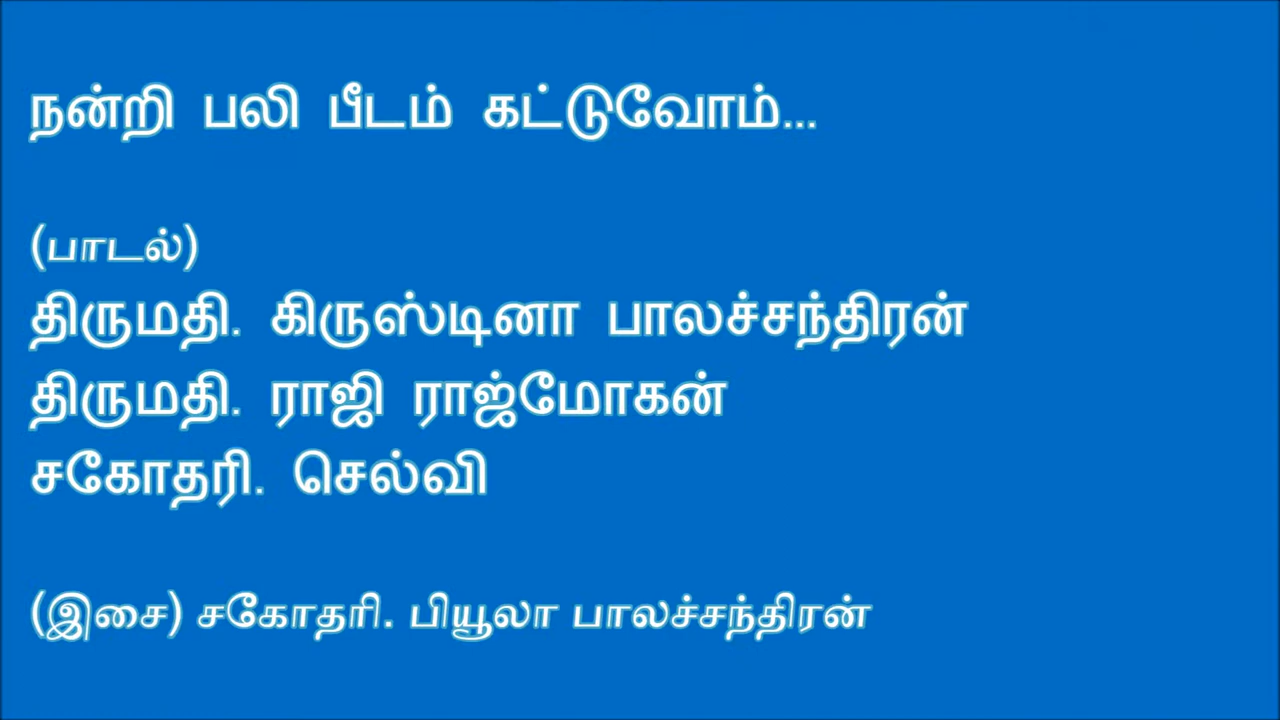 நன்றி பலி பீடம் கட்டுவோம்...
(பாடல்)
திருமதி. கிருஸ்டினா பாலச்சந்திரன்
திருமதி. ராஜி ராஜ்மோகன்
சகோதரி. செல்வி
(இசை) சகோதரி. பியூலா பாலச்சந்திரன்